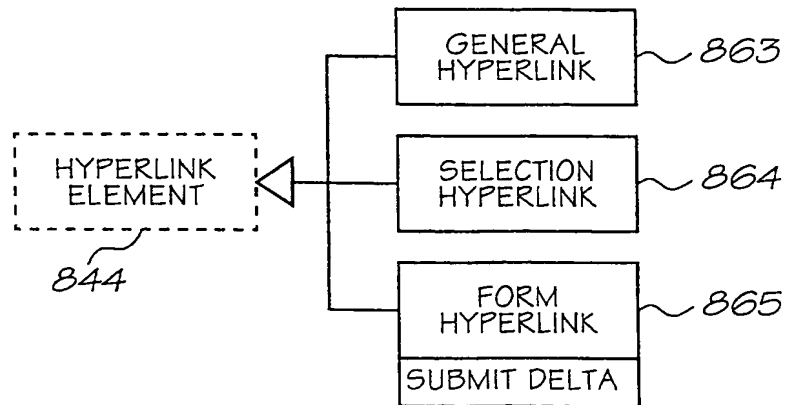 GENERAL
HYPERLINK
863
HYPERLINK
ELEMENT
844
SELECTION
HYPERLINK
864
FORM
HYPERLINK
865
SUBMIT DELTA